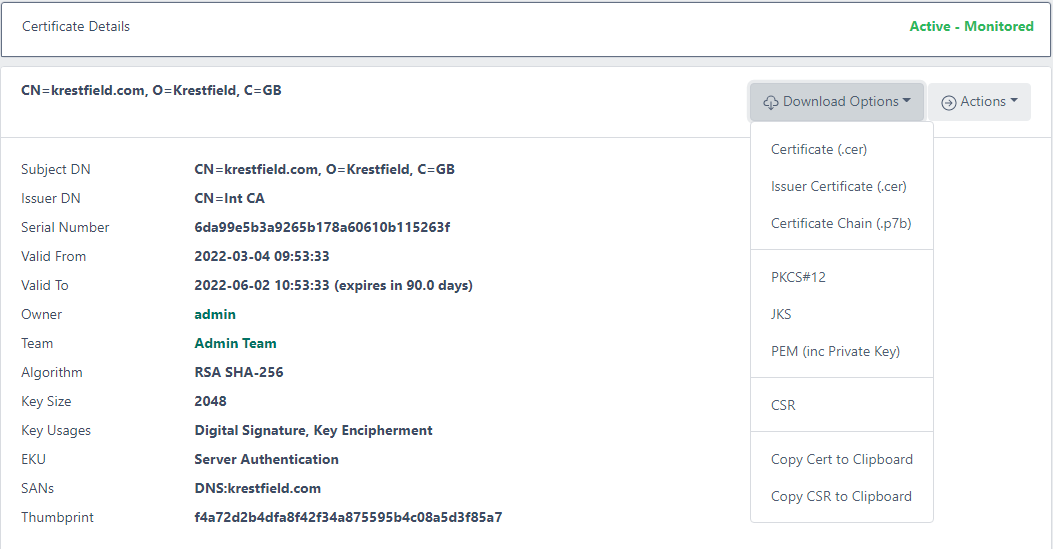 Certificate Details Active - Monitored
CN=krestfield.com, O=Krestfield, C=GB Download Options Actions
Subject DN CN=krestfield.com, O=Krestfield, C=GB
Issuer DN CN=Int CA
Serial Number 6da99e5b3a9265b178a60610b115263f
Valid From 2022-03-04 09:53:33
Valid To 2022-06-02 10:53:33 (expires in 90.0 days)
Owner admin
Team Admin Team
Algorithm RSA SHA-256
Key Size 2048
Key Usages Digital Signature, Key Encipherment
EKU Server Authentication
SANs DNS:krestfield.com
Thumbprint f4a72d2b4dfa8f42f34a875595b4c08a5d3f85a7
Certificate (.cer)
Issuer Certificate (.cer)
Certificate Chain (.p7b)
PKCS#12
JKS
PEM (inc Private Key)
CSR
Copy Cert to Clipboard
Copy CSR to Clipboard